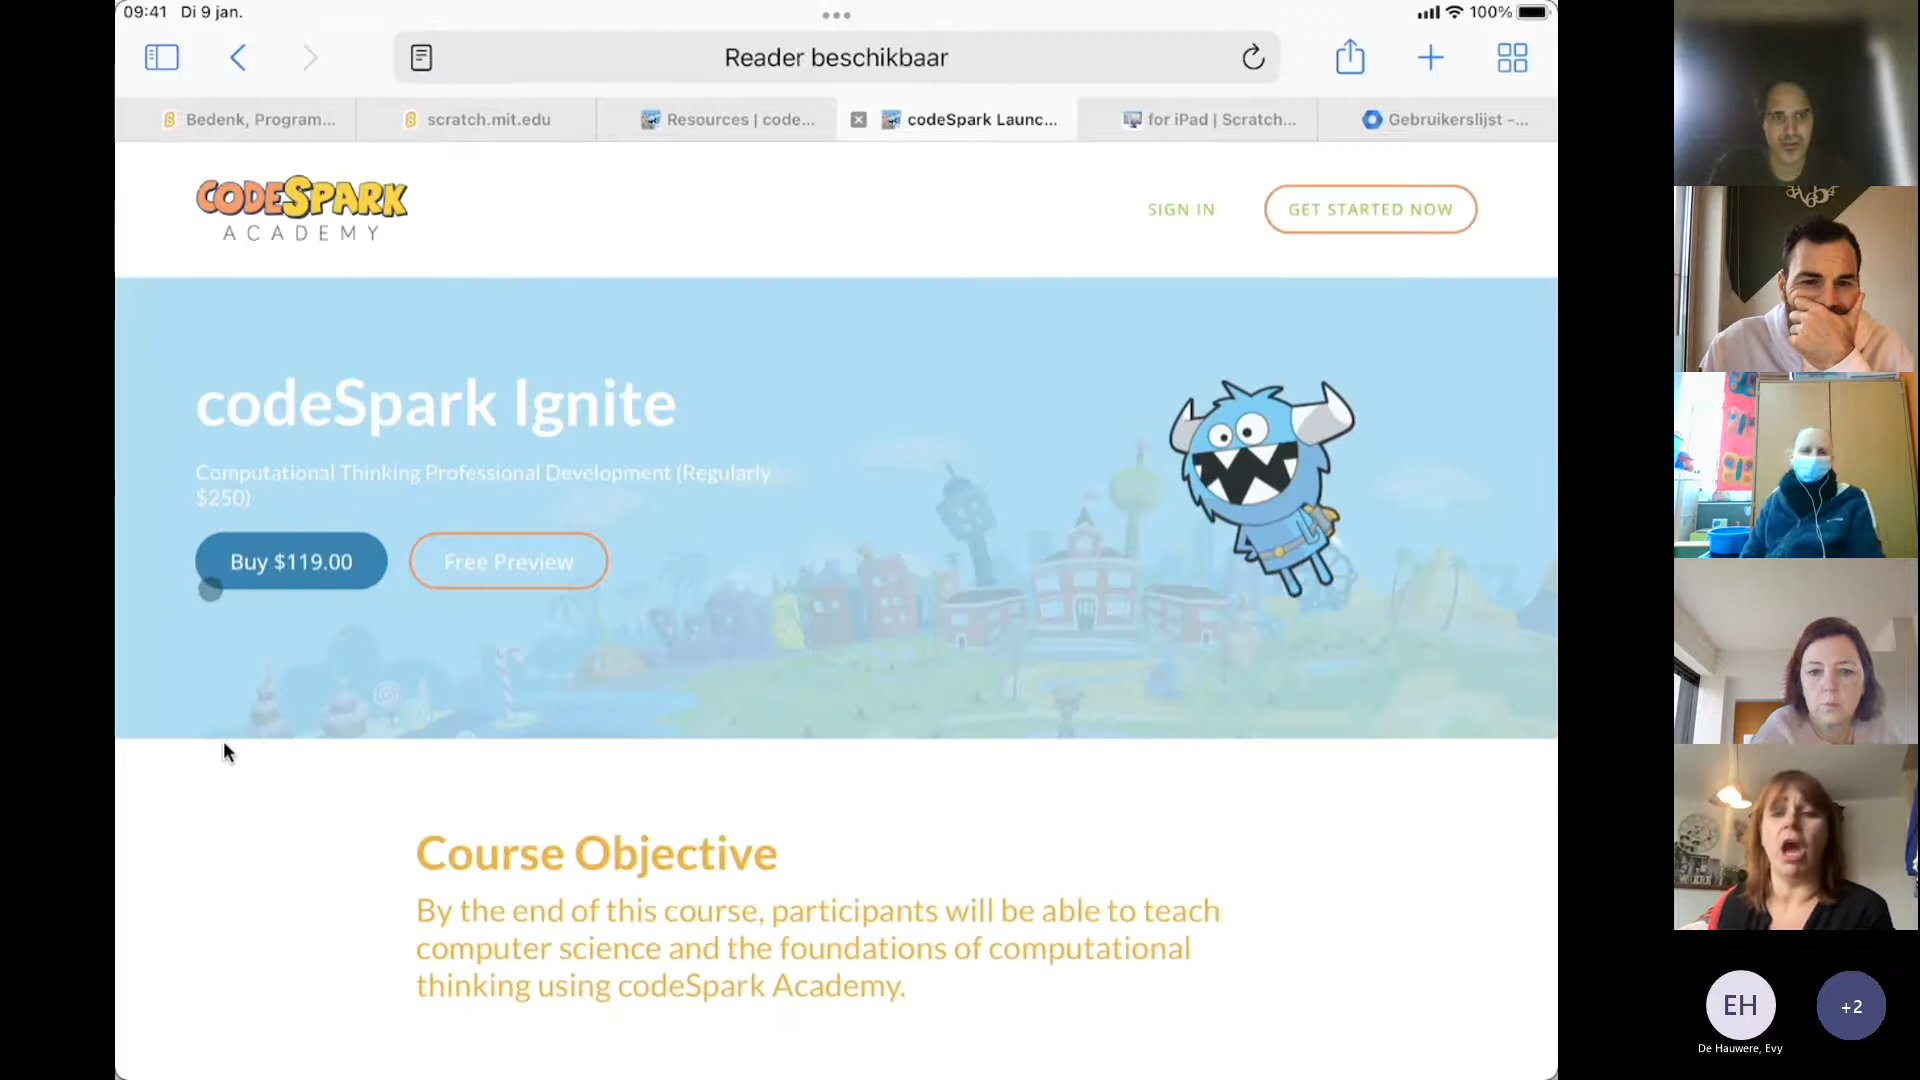 09:41 Di 9 jan.
100%
Reader beschikbaar
Bedenk, Program...
scratch.mit.edu
Resources | code...
codeSpark Launc...
for iPad | Scratch...
Gebruikerslijst -...
CODESPARK
ACADEMY
SIGN IN
GET STARTED NOW
codeSpark Ignite
Computational Thinking Professional Development (Regularly
$250)
Buy $119.00
Free Preview
Course Objective
By the end of this course, participants will be able to teach
computer science and the foundations of computational
thinking using codeSpark Academy.
EH
+2
De Hauwere, Evy